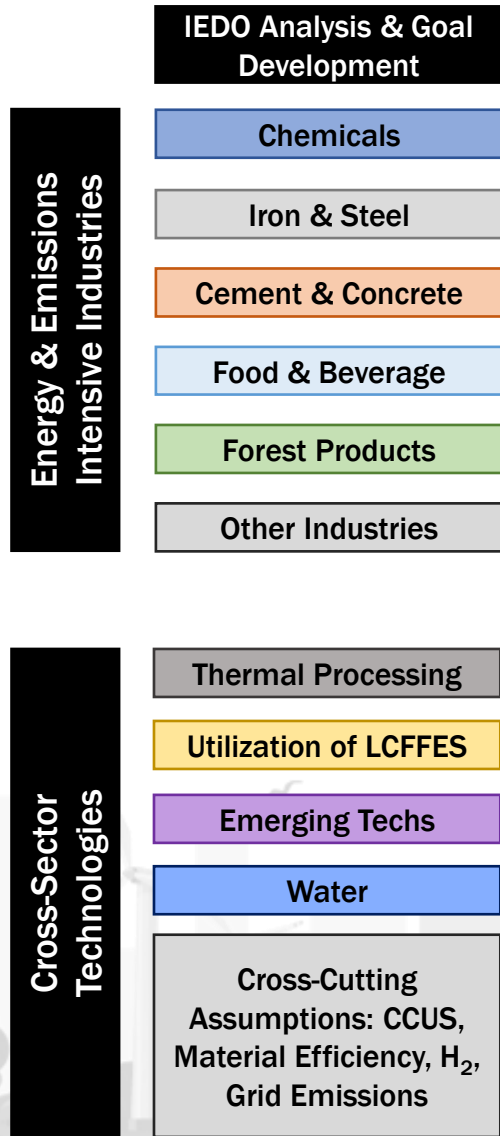 IEDO Analysis & Goal
Development
Energy & Emissions
Intensive Industries
Chemicals
Iron & Steel
Cement & Concrete
Food & Beverage
Forest Products
Other Industries
Cross-Sector
Technologies
Thermal Processing
Utilization of LCFFES
Emerging Techs
Water
Cross-Cutting
Assumptions: CCUS,
Material Efficiency, H₂,
Grid Emissions